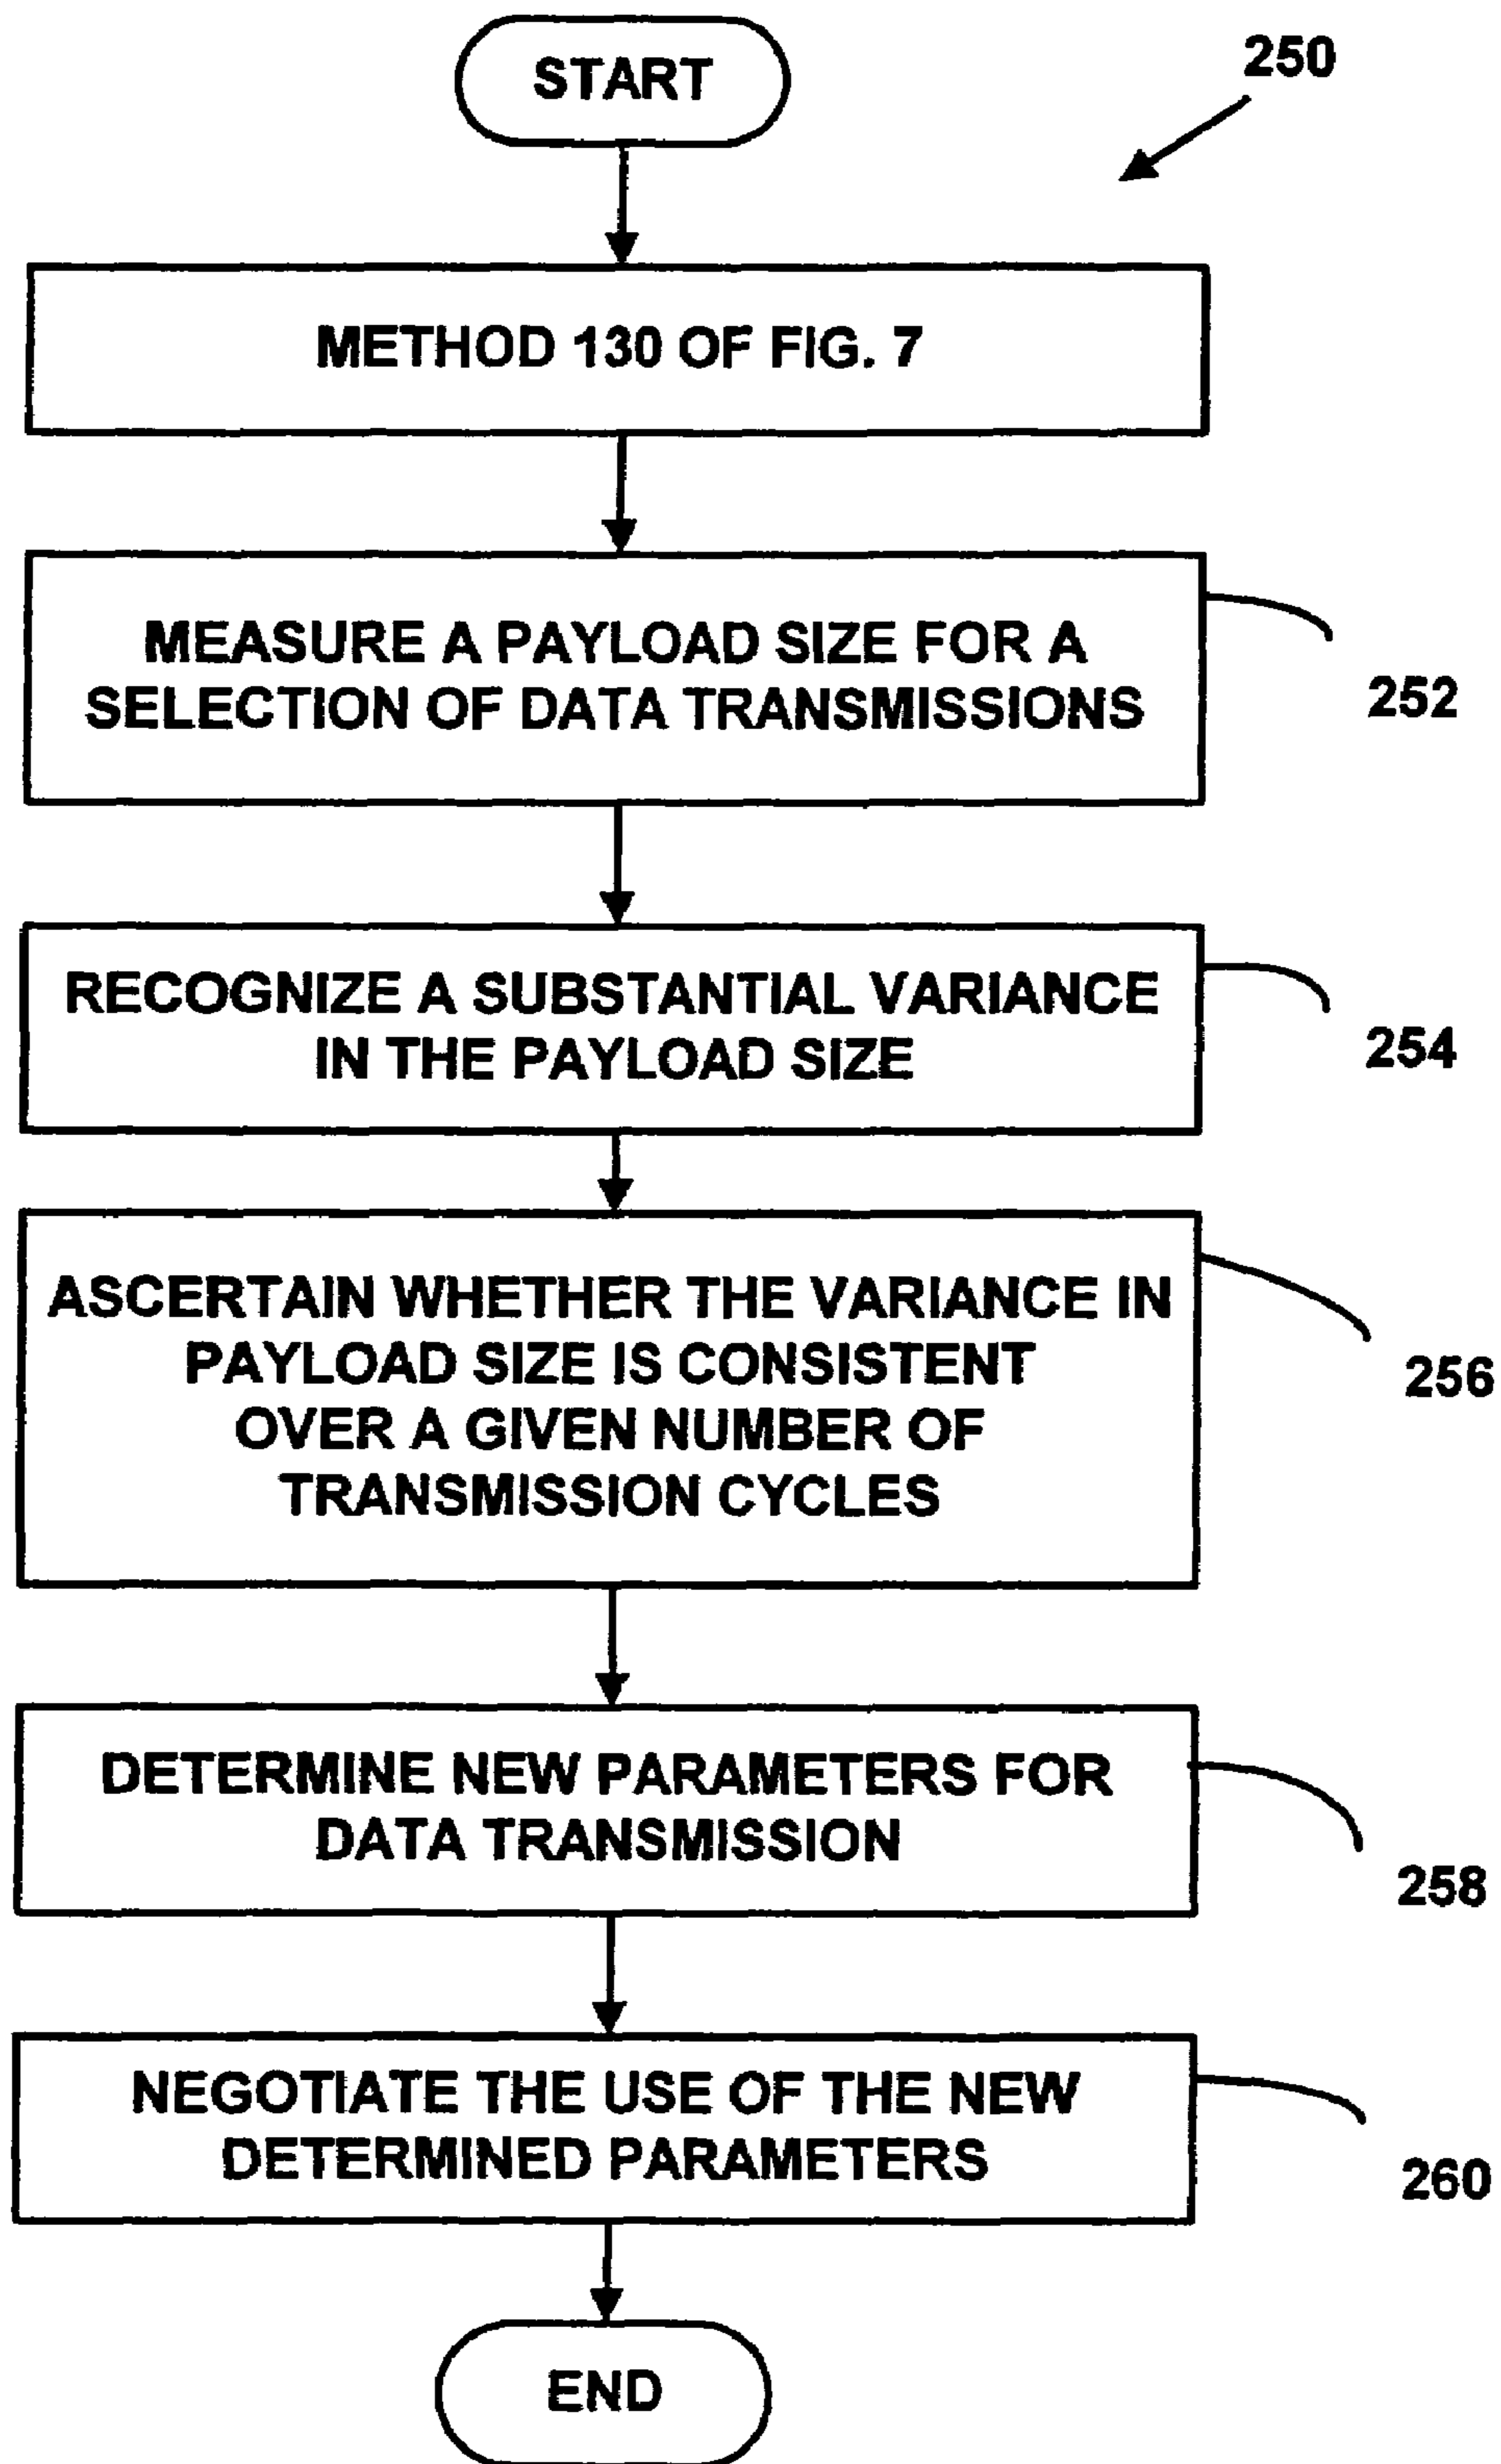 START
250
METHOD 130 OF FIG. 7
MEASURE A PAYLOAD SIZE FOR A
SELECTION OF DATA TRANSMISSIONS
252
RECOGNIZE A SUBSTANTIAL VARIANCE
IN THE PAYLOAD SIZE
254
ASCERTAIN WHETHER THE VARIANCE IN
PAYLOAD SIZE IS CONSISTENT
OVER A GIVEN NUMBER OF
TRANSMISSION CYCLES
256
DETERMINE NEW PARAMETERS FOR
DATA TRANSMISSION
258
NEGOTIATE THE USE OF THE NEW
DETERMINED PARAMETERS
260
END